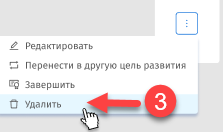 Редактировать
Перенести в другую цель развития
Завершить
Удалить
3